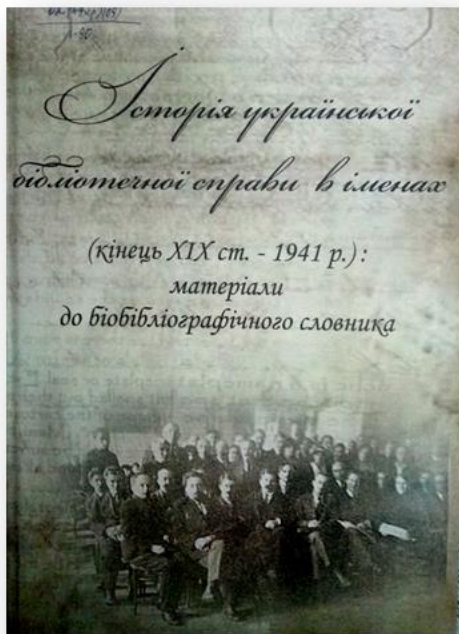 Історія української
бібліотечної справи в іменах
(кінець XIX ст. - 1941 р.) :
матеріали
до біобібліографічного словника